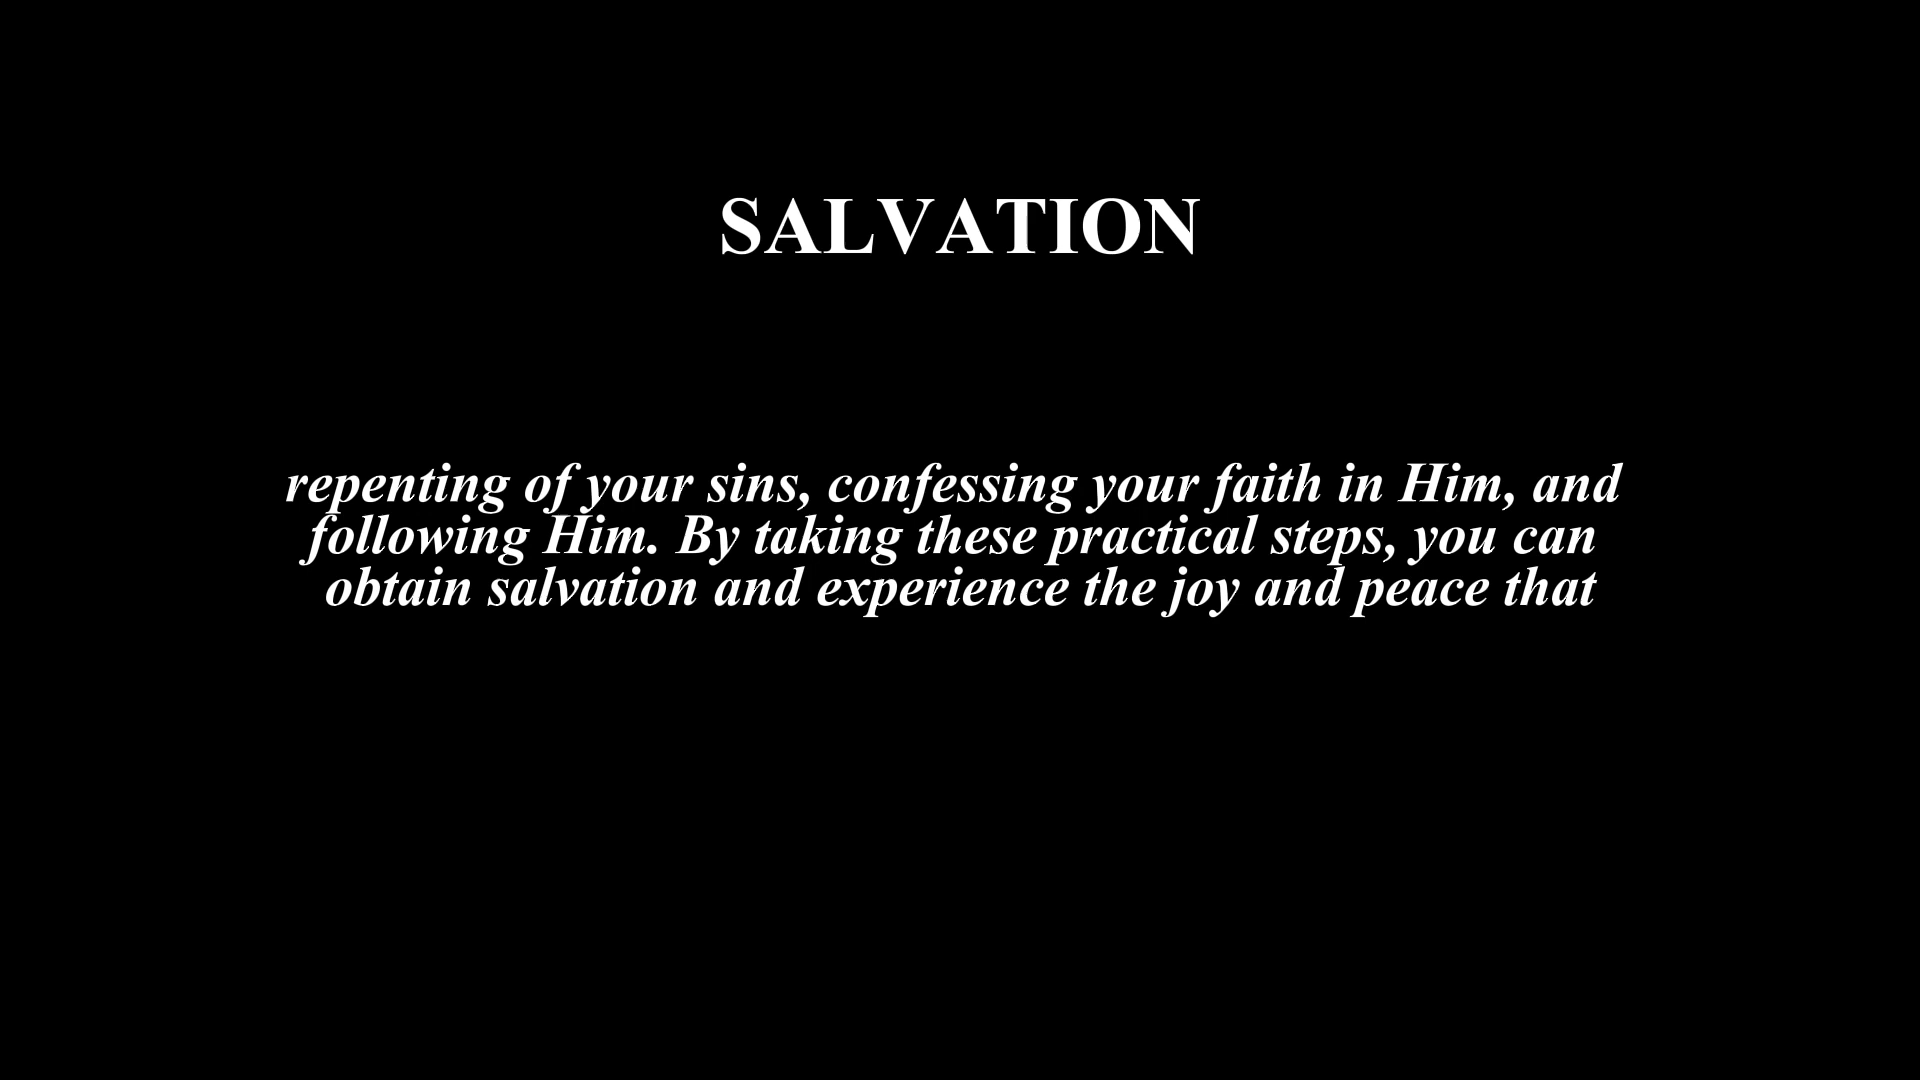 SALVATION
repenting of your sins, confessing your faith in Him, and
following Him. By taking these practical steps, you can
obtain salvation and experience the joy and peace that